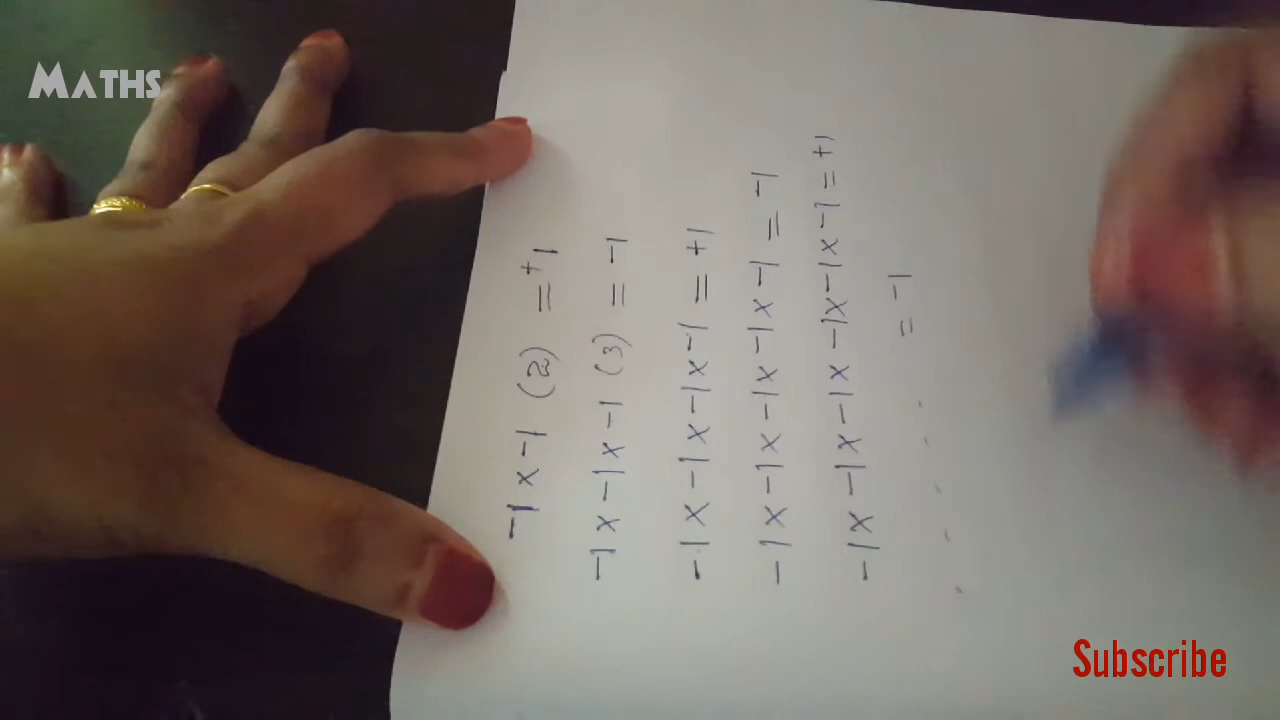 Maths
-1 x -1 (2) = +1
-1 x -1 x -1 (3) = -1
-1 x -1 x -1 x -1 = +1
-1 x -1 x -1 x -1 x -1 = -1
-1 x -1 x -1 x -1 x -1 x -1 = +1
- - - - - = -1
Subscribe